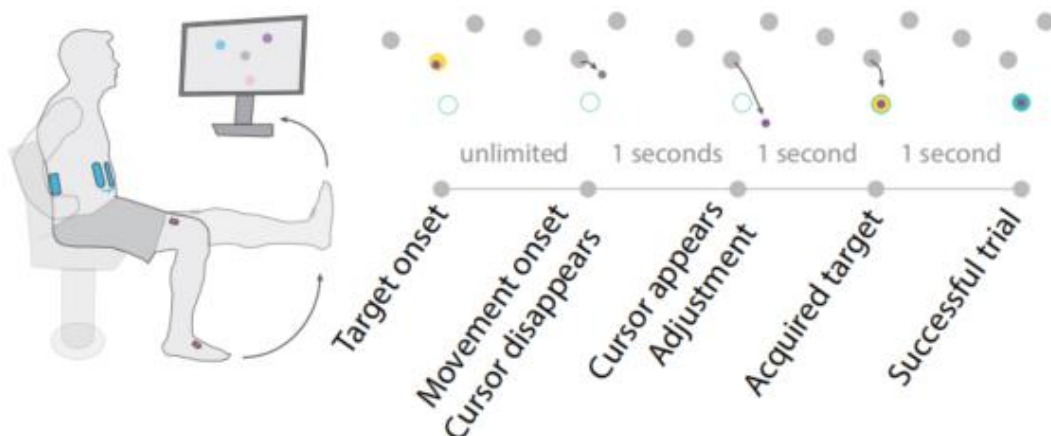 unlimited
1 seconds
1 second
1 second
Target onset
Movement onset
Cursor disappears
Cursor appears
Adjustment
Acquired target
Successful trial